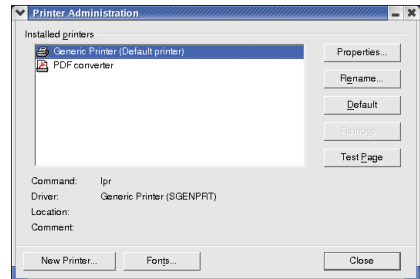 Printer Administration
Installed printers
Generic Printer (Default printer)
PDF converter
Properties...
Rename...
Default
Remove...
Test Page
Command: lpr
Driver: Generic Printer (SGENPRT)
Location:
Comment:
New Printer... Fonts... Close